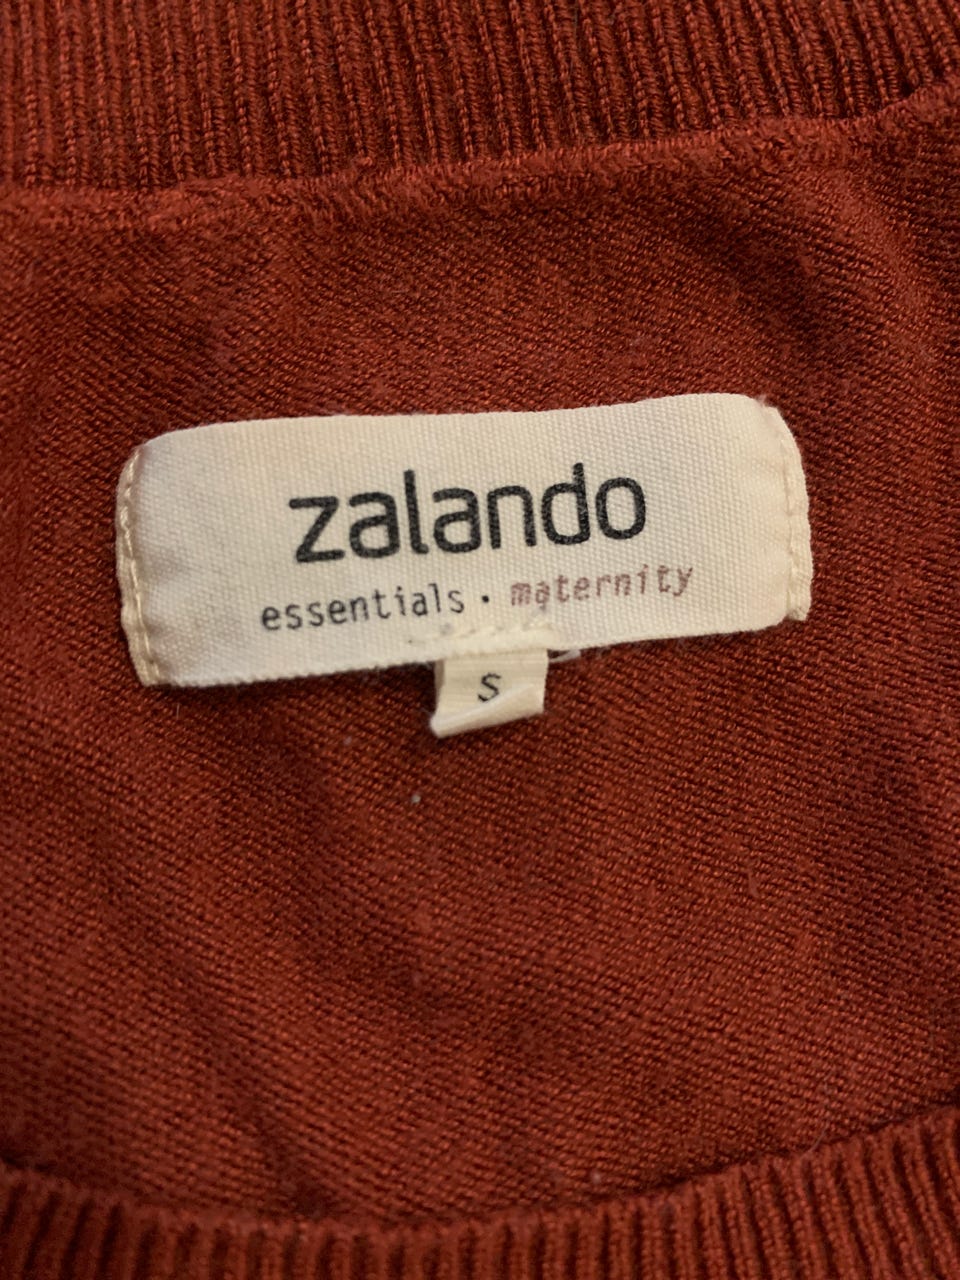 zalando
essentials · maternity
S